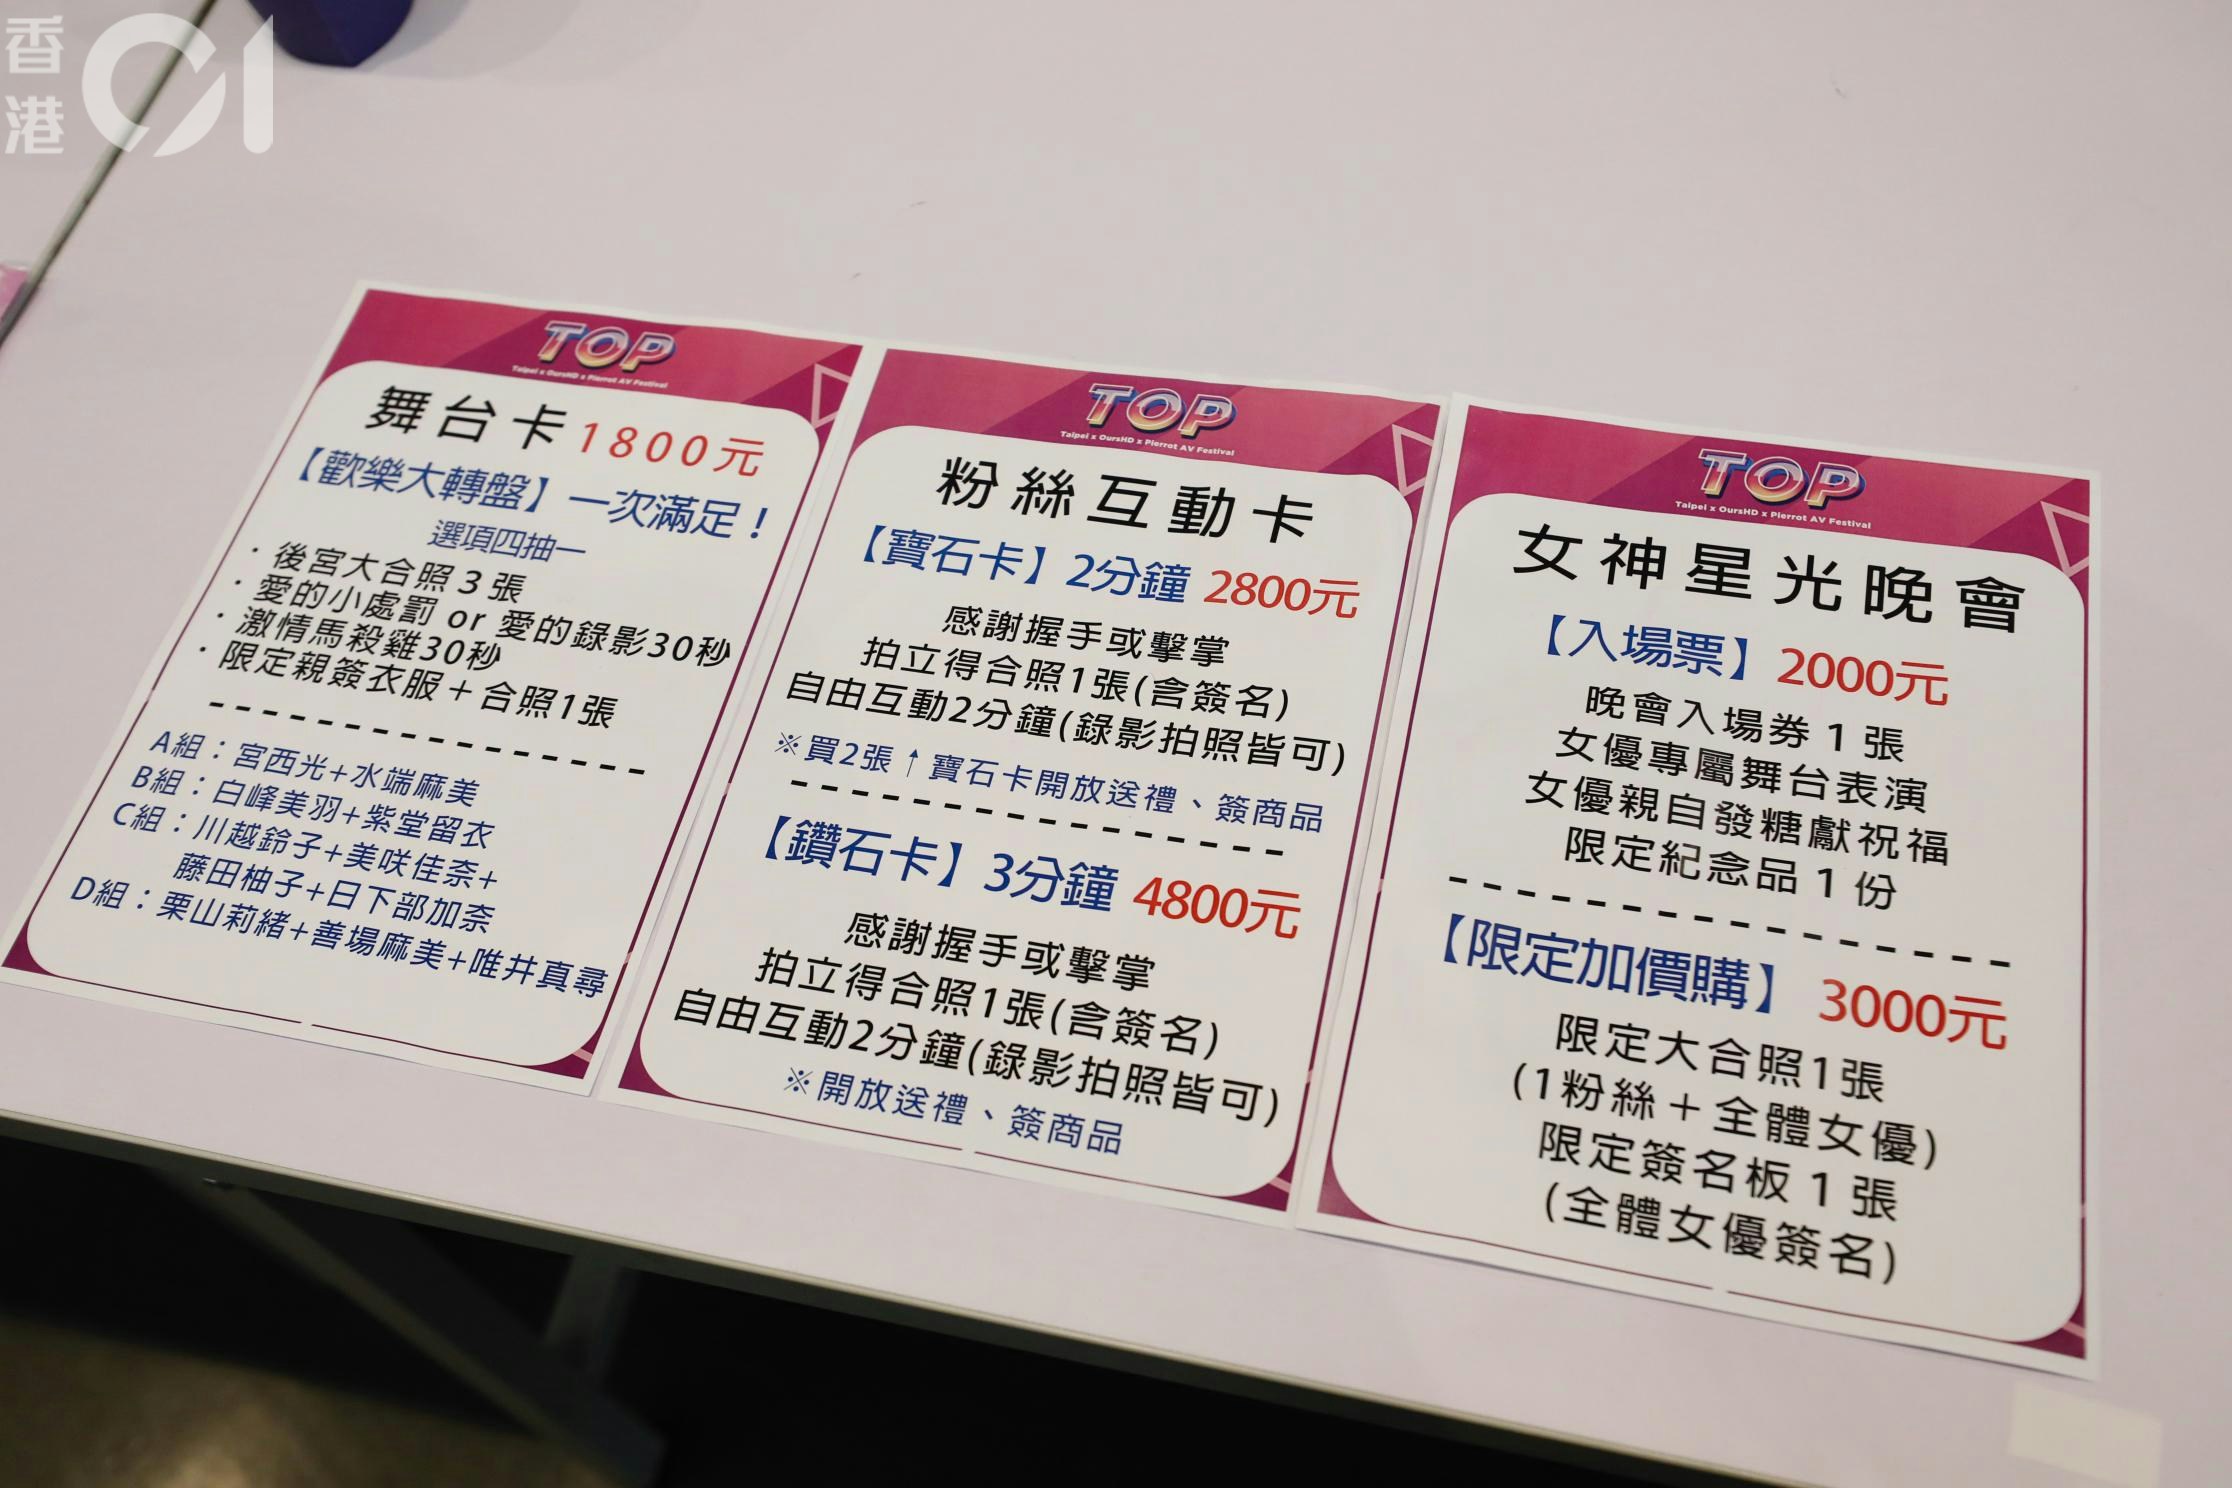 香港01
TOP
Taipei x OursHD x Pierrot AV Festival
舞台卡1800元
【歡樂大轉盤】一次滿足！
選項四抽一
・後宮大合照3張
・愛的小處罰 or 愛的錄影30秒
・激情馬殺雞30秒
・限定親簽衣服＋合照1張
A組：宮西光+水端麻美
B組：白峰美羽+紫堂留衣
C組：川越鈴子+美咲佳奈+
藤田柚子+日下部加奈
D組：栗山莉緒+善場麻美+唯井真尋
TOP
Taipei x OursHD x Pierrot AV Festival
粉絲互動卡
【寶石卡】2分鐘 2800元
感謝握手或擊掌
拍立得合照1張(含簽名)
自由互動2分鐘(錄影拍照皆可)
※買2張↑寶石卡開放送禮、簽商品
【鑽石卡】3分鐘 4800元
感謝握手或擊掌
拍立得合照1張(含簽名)
自由互動2分鐘(錄影拍照皆可)
※開放送禮、簽商品
TOP
Taipei x OursHD x Pierrot AV Festival
女神星光晚會
【入場票】2000元
晚會入場券1張
女優專屬舞台表演
女優親自發糖獻祝福
限定紀念品1份
【限定加價購】3000元
限定大合照1張
(1粉絲＋全體女優)
限定簽名板1張
(全體女優簽名)